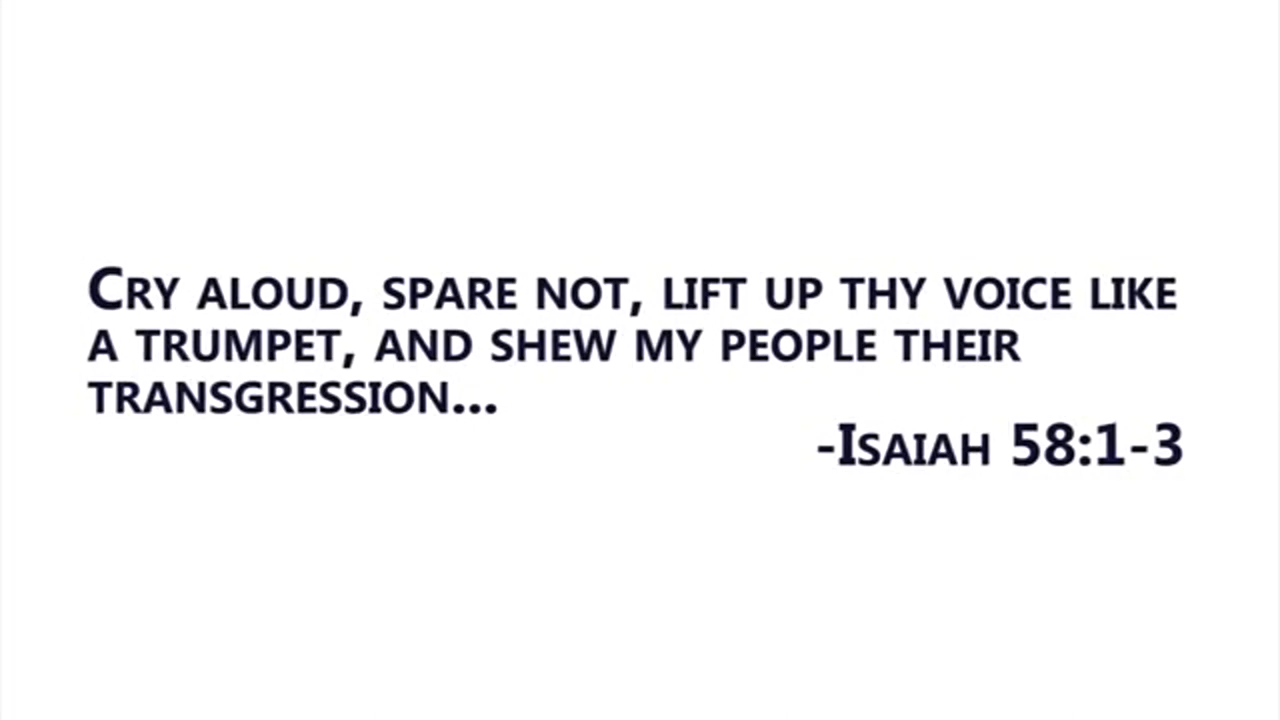 Cry aloud, spare not, lift up thy voice like
a trumpet, and shew my people their
transgression...
-Isaiah 58:1-3